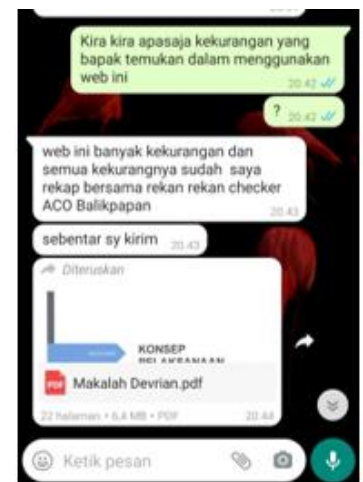 Kira kira apasaja kekurangan yang
bapak temukan dalam menggunakan
web ini
20.42
?
20.42
web ini banyak kekurangan dan
semua kekurangnya sudah saya
rekap bersama rekan rekan checker
ACO Balikpapan
20.43
sebentar sy kirim
20.43
Diteruskan
KONSEP
PELAKSANAAN
PDF
Makalah Devrian.pdf
22 halaman • 6,4 MB • PDF
20.44
Ketik pesan